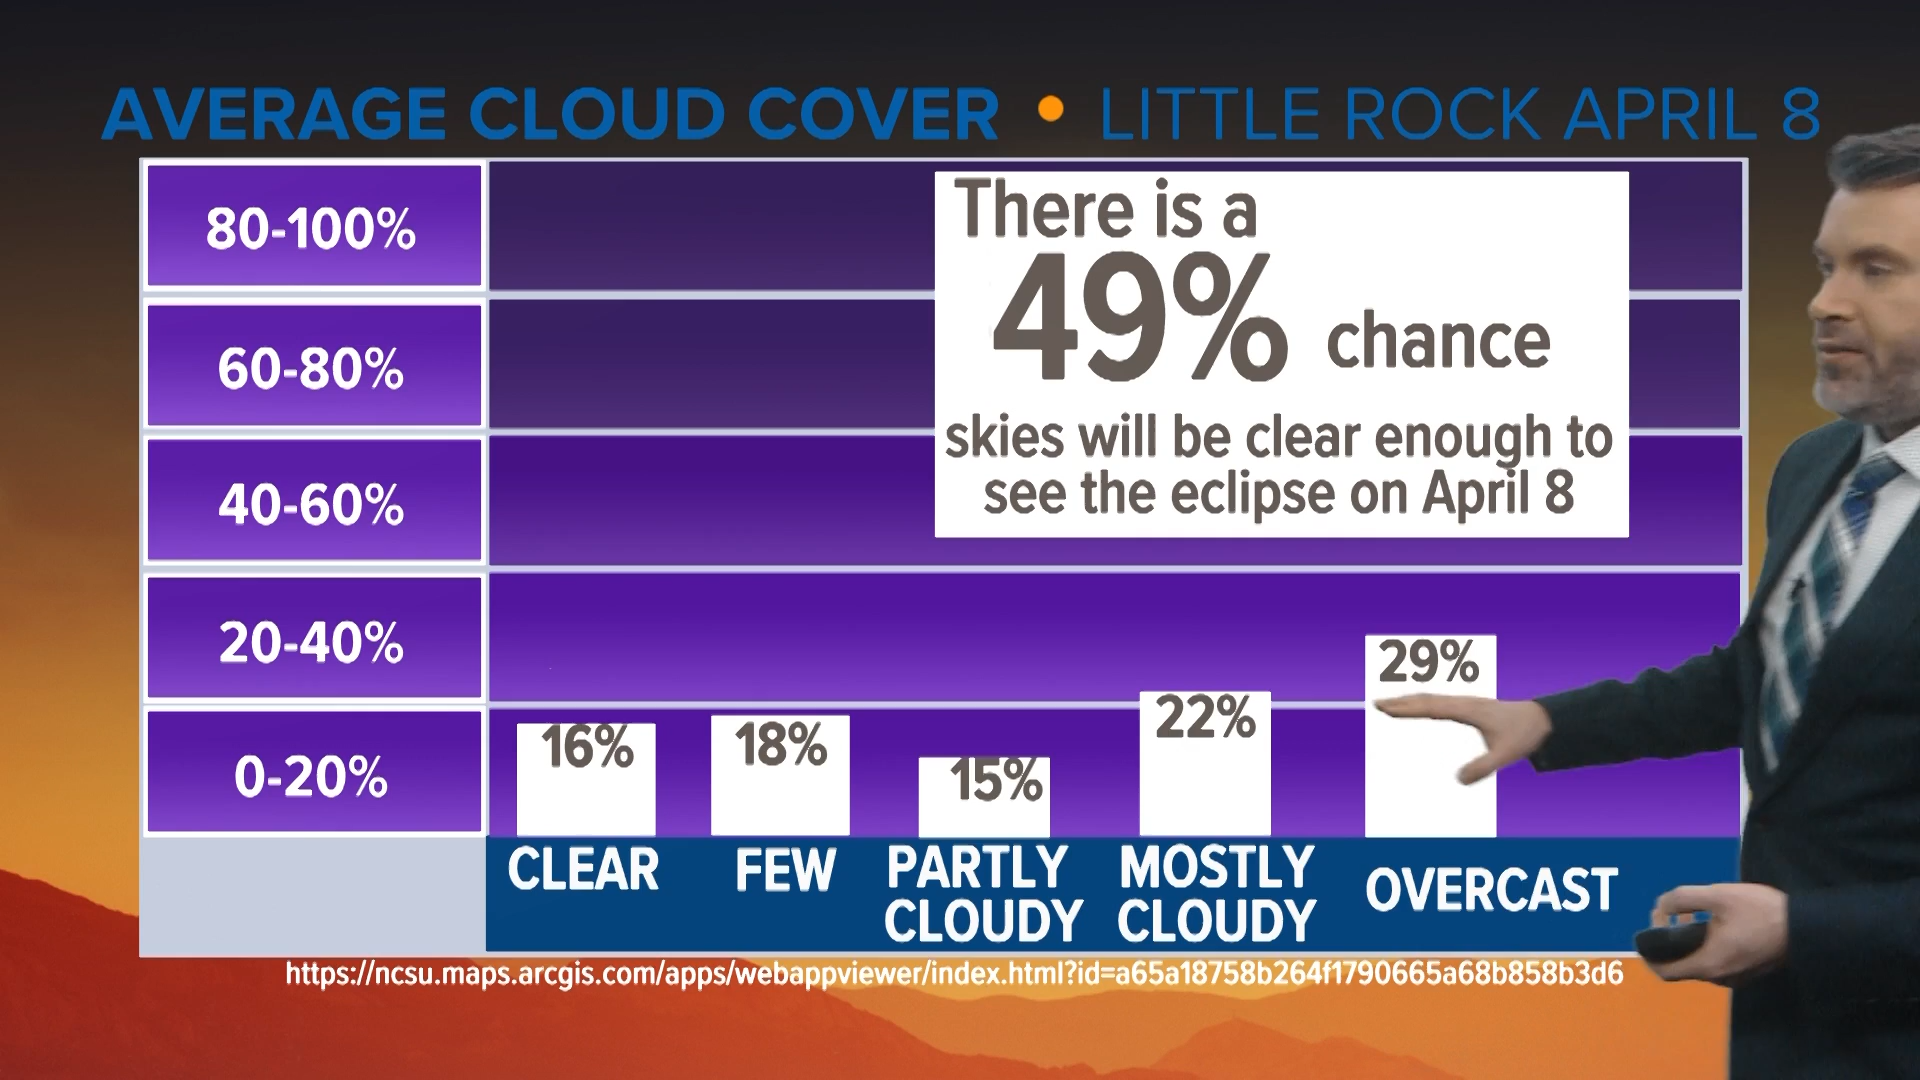 AVERAGE CLOUD COVER • LITTLE ROCK APRIL 8
80-100%
60-80%
40-60%
20-40%
0-20%
There is a
49% chance
skies will be clear enough to
see the eclipse on April 8
16%
18%
15%
22%
29%
CLEAR
FEW
PARTLY
CLOUDY
MOSTLY
CLOUDY
OVERCAST
https://ncsu.maps.arcgis.com/apps/webappviewer/index.html?id=a65a18758b264f1790665a68b858b3d6